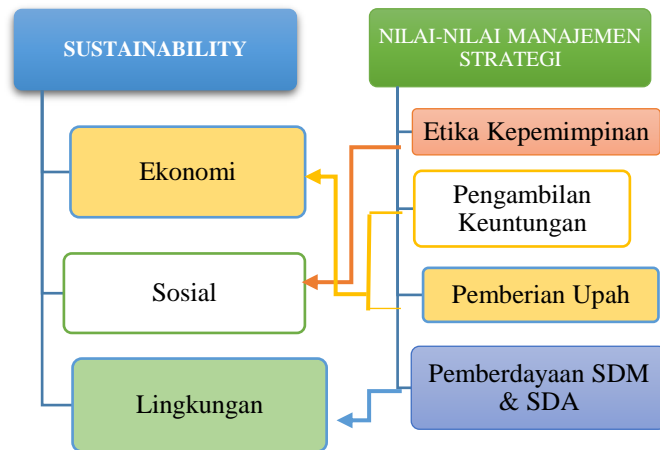 SUSTAINABILITY
Ekonomi
Sosial
Lingkungan
NILAI-NILAI MANAJEMEN
STRATEGI
Etika Kepemimpinan
Pengambilan
Keuntungan
Pemberian Upah
Pemberdayaan SDM
& SDA